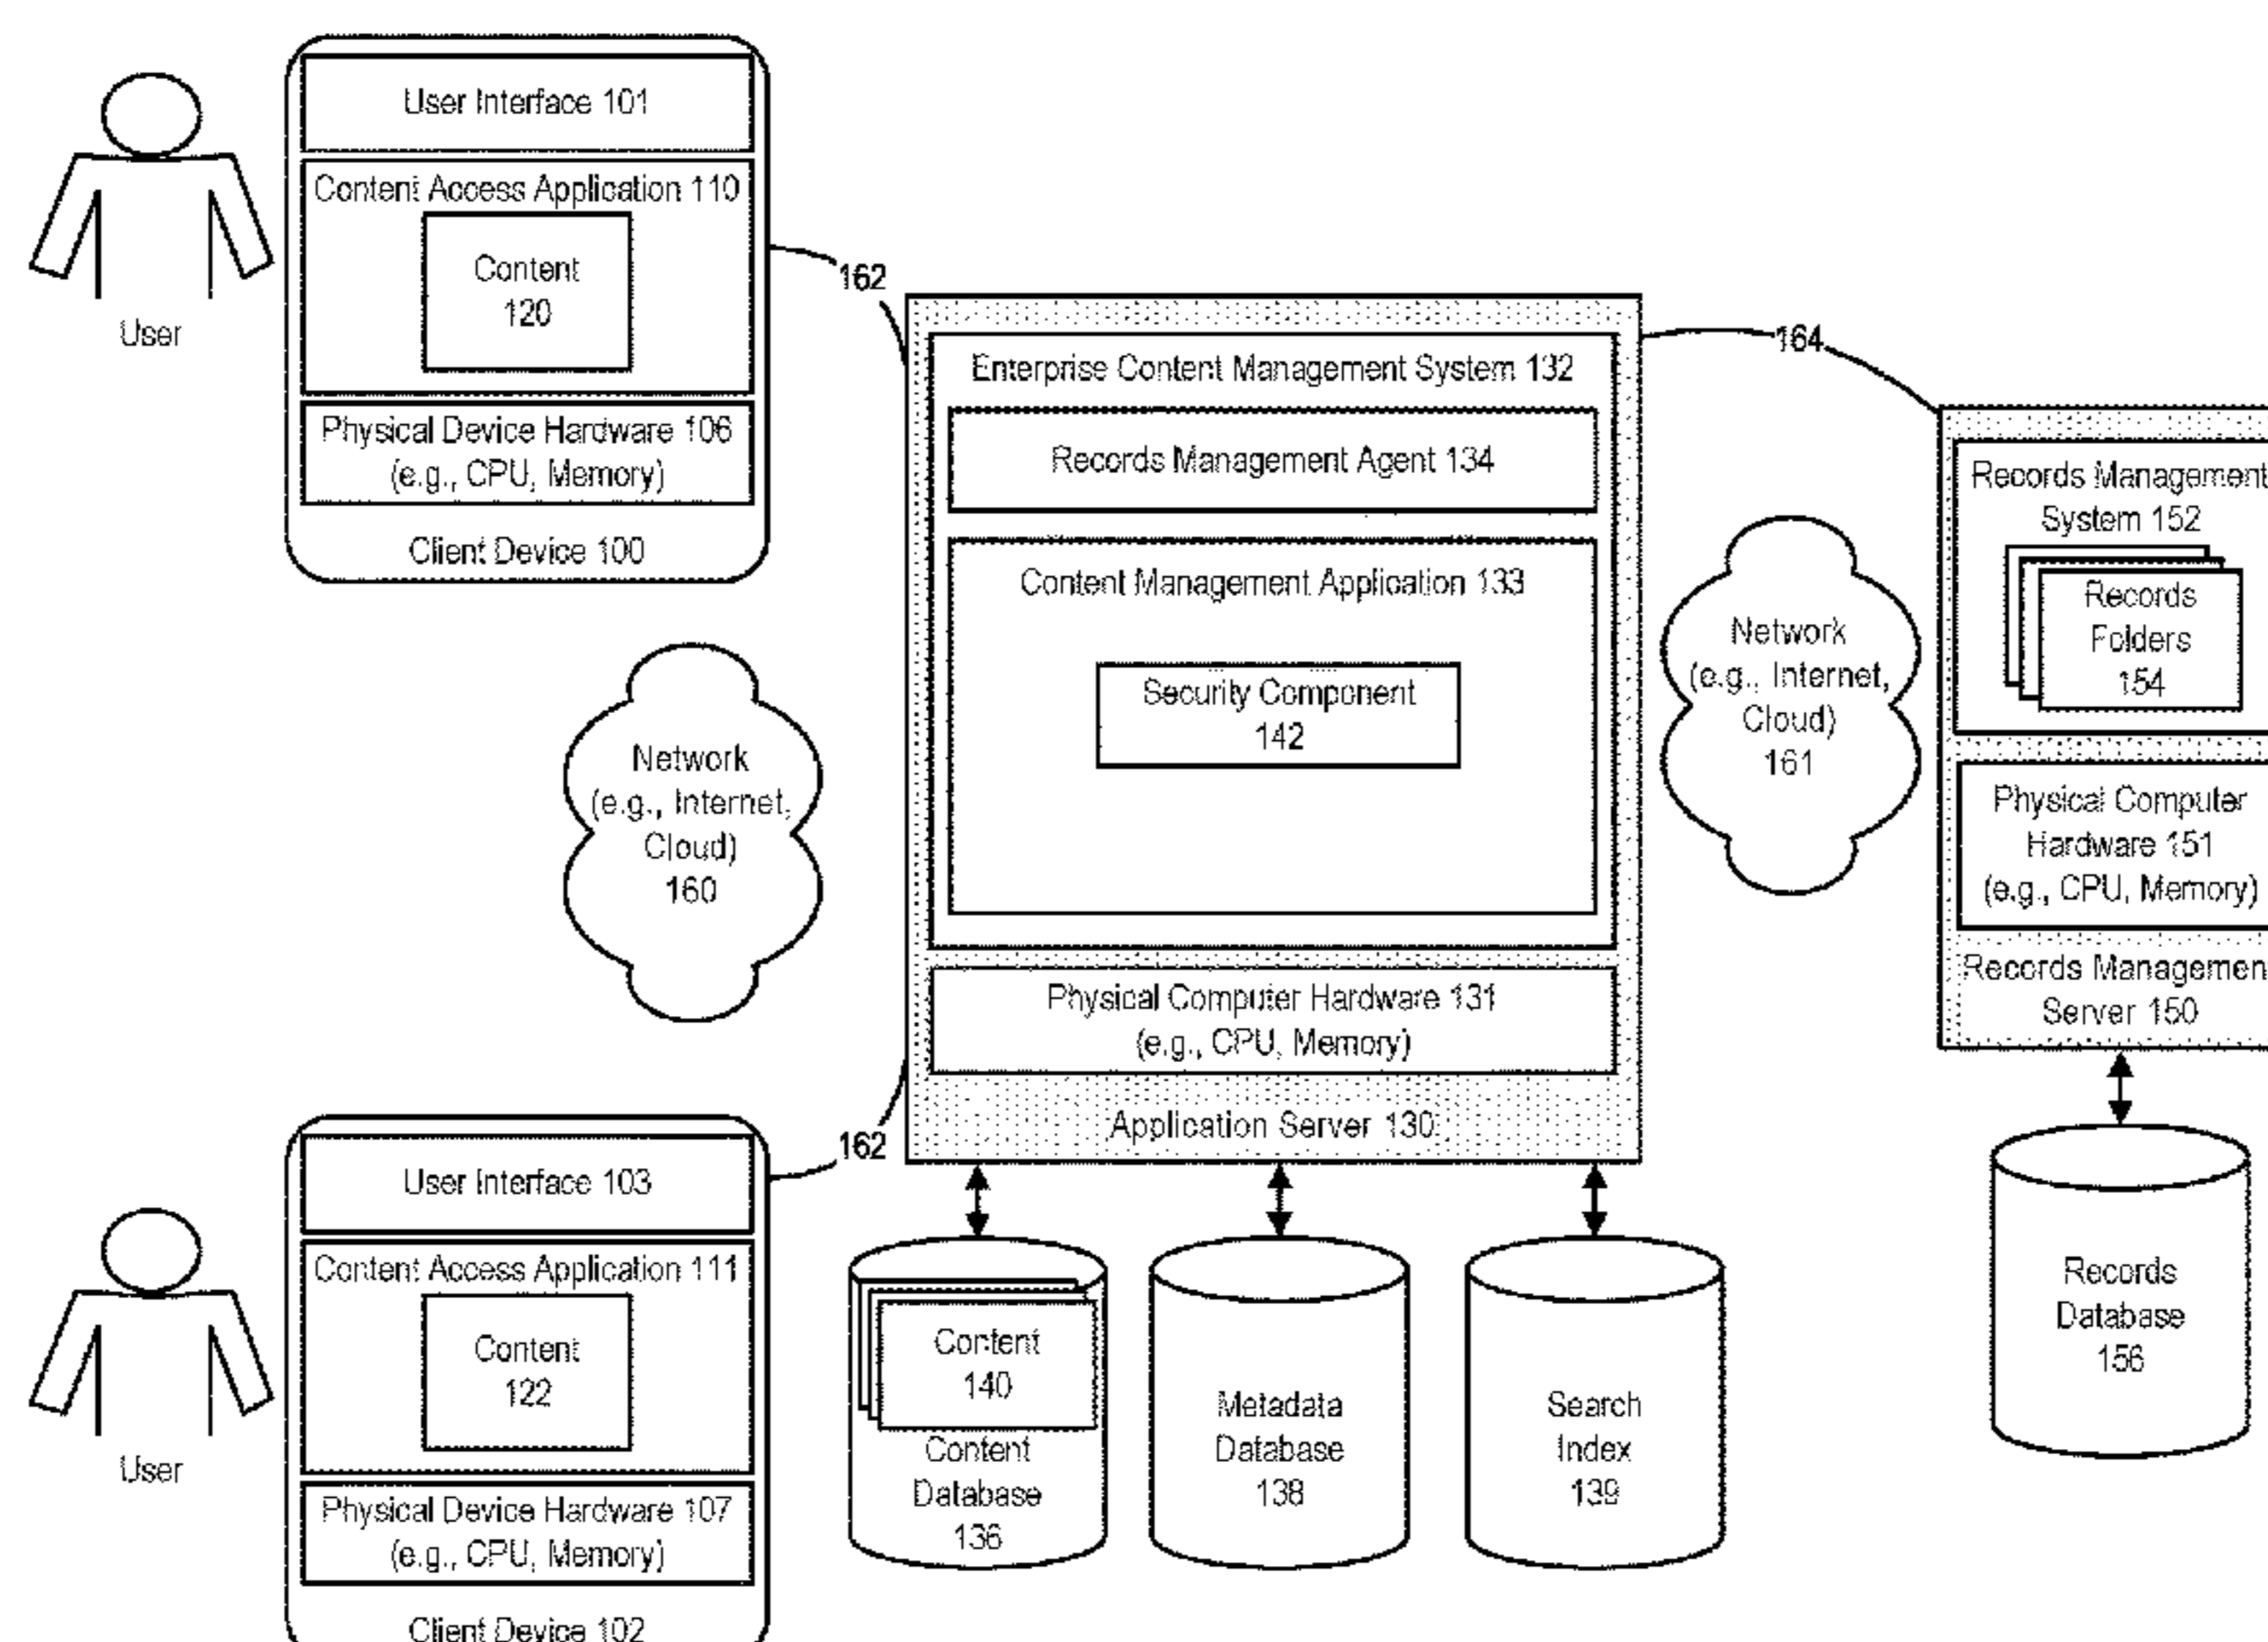 User Interface 101
Content Access Application 110
Content
120
Physical Device Hardware 106
(e.g., CPU, Memory)
Client Device 100
User
162
Enterprise Content Management System 132
Records Management Agent 134
Content Management Application 133
Security Component
142
Physical Computer Hardware 131
(e.g., CPU, Memory)
Application Server 130
164
Network
(e.g., Internet,
Cloud)
160
Network
(e.g., Internet,
Cloud)
161
Records Management
System 152
Records
Folders
154
Physical Computer
Hardware 151
(e.g., CPU, Memory)
Records Managemen
Server 150
162
User Interface 103
Content Access Application 111
Content
122
Physical Device Hardware 107
(e.g., CPU, Memory)
Client Device 102
User
Content
140
Content
Database
136
Metadata
Database
138
Search
Index
139
Records
Database
156